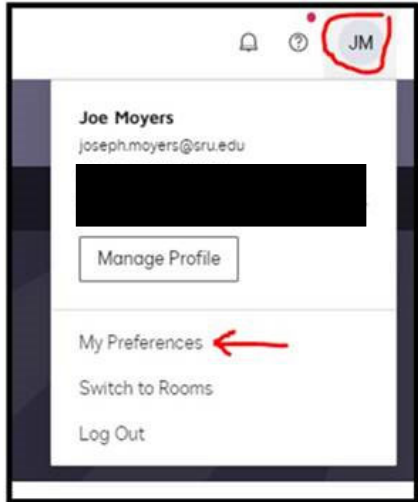 JM
Joe Moyers
joseph.moyers@sru.edu
Manage Profile
My Preferences
Switch to Rooms
Log Out